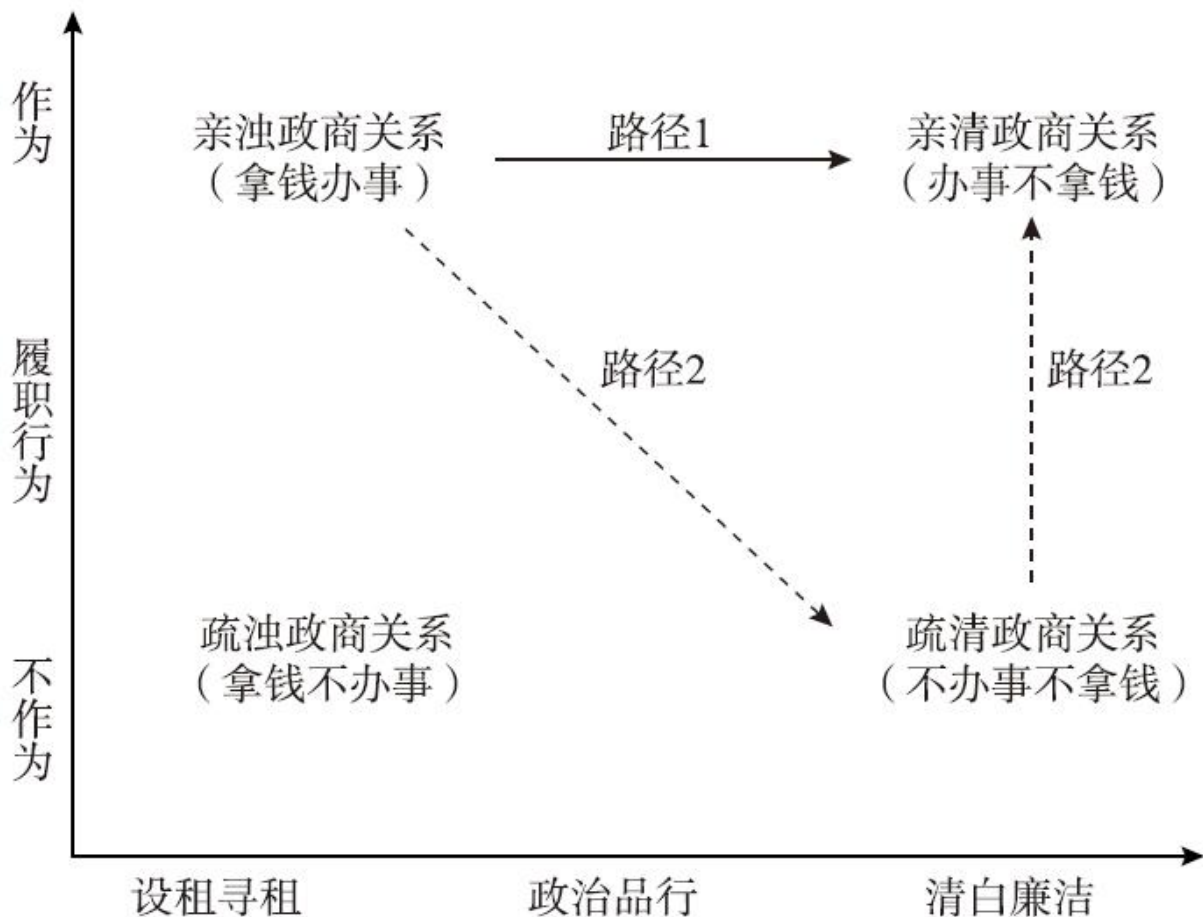 作为
亲浊政商关系
（拿钱办事）
路径1
亲清政商关系
（办事不拿钱）
履职行为
路径2
路径2
不作为
疏浊政商关系
（拿钱不办事）
疏清政商关系
（不办事不拿钱）
设租寻租
政治品行
清白廉洁